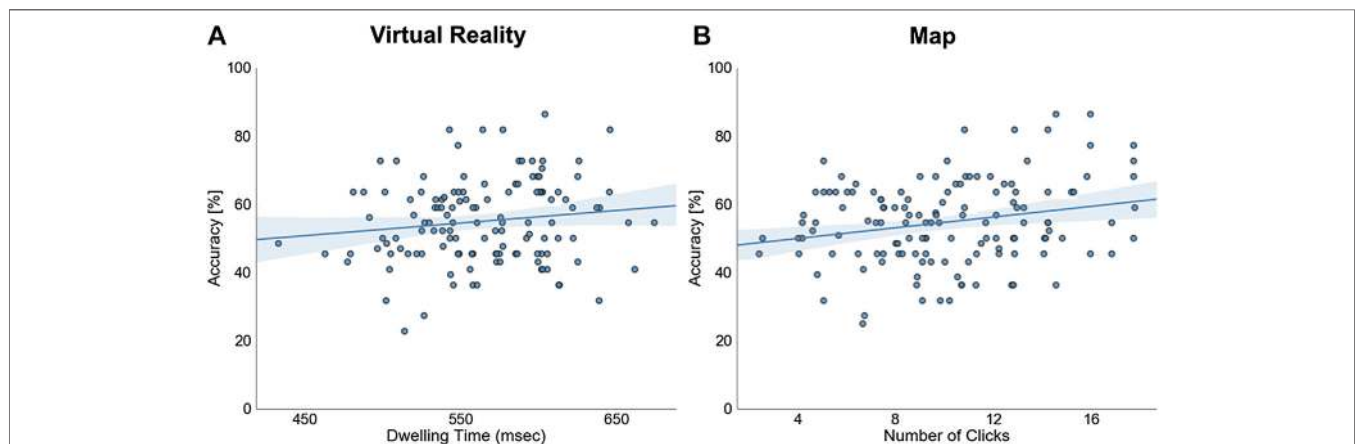 A Virtual Reality
100
80
60
40
20
0
Accuracy [%]
450 550 650
Dwelling Time (msec)
B Map
100
80
60
40
20
0
Accuracy [%]
4 8 12 16
Number of Clicks